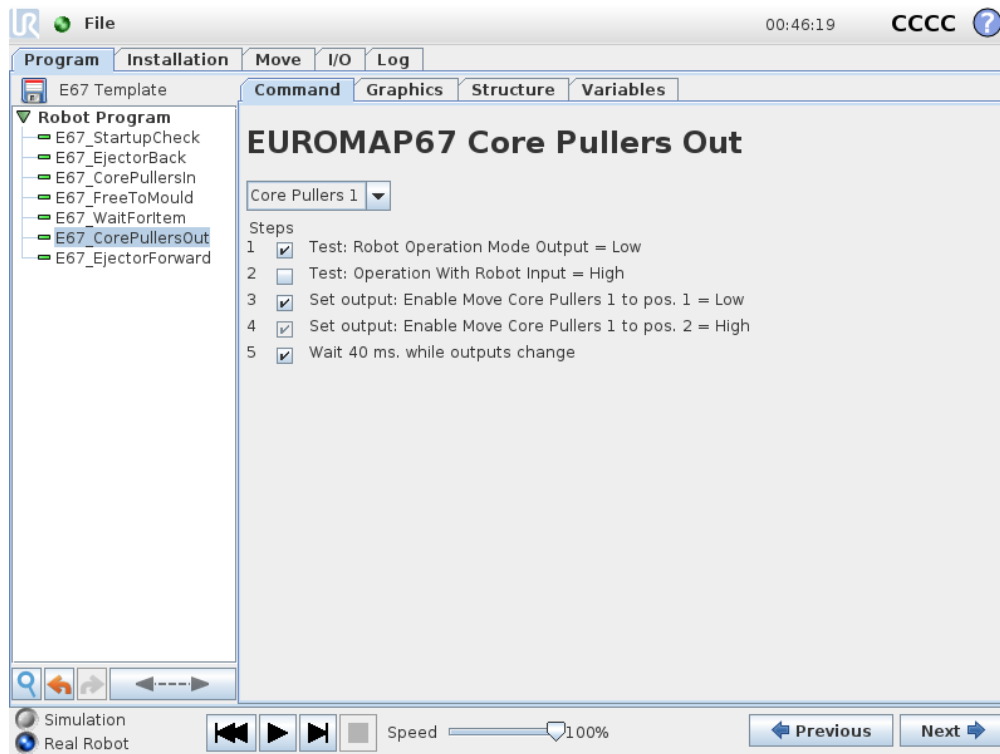 UR File 00:46:19 CCCC ?
Program Installation Move I/O Log
E67 Template
Command Graphics Structure Variables
Robot Program
E67_StartupCheck
E67_EjectorBack
E67_CorePullersIn
E67_FreeToMould
E67_WaitForItem
E67_CorePullersOut
E67_EjectorForward
EUROMAP67 Core Pullers Out
Core Pullers 1
Steps
1 Test: Robot Operation Mode Output = Low
2 Test: Operation With Robot Input = High
3 Set output: Enable Move Core Pullers 1 to pos. 1 = Low
4 Set output: Enable Move Core Pullers 1 to pos. 2 = High
5 Wait 40 ms. while outputs change
Simulation
Real Robot
Speed 100%
Previous Next